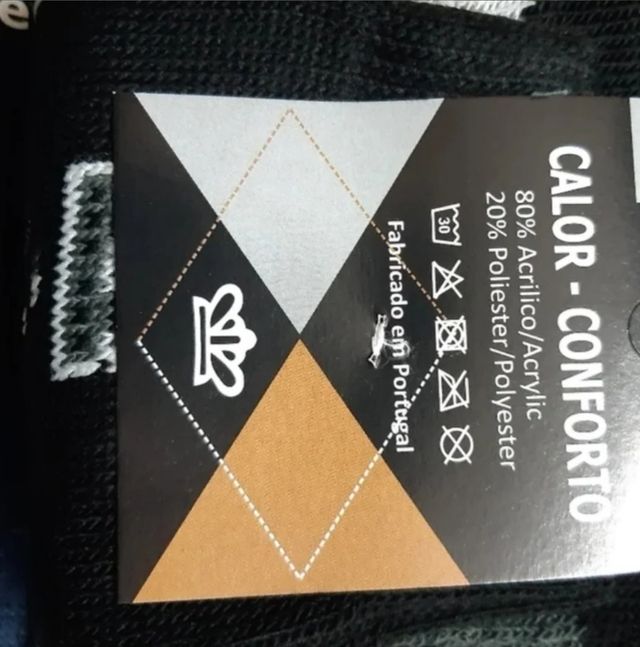 CALOR - CONFORTO
80% Acrilico/Acrylic
20% Poliester/Polyester
30
Fabricado em Portugal